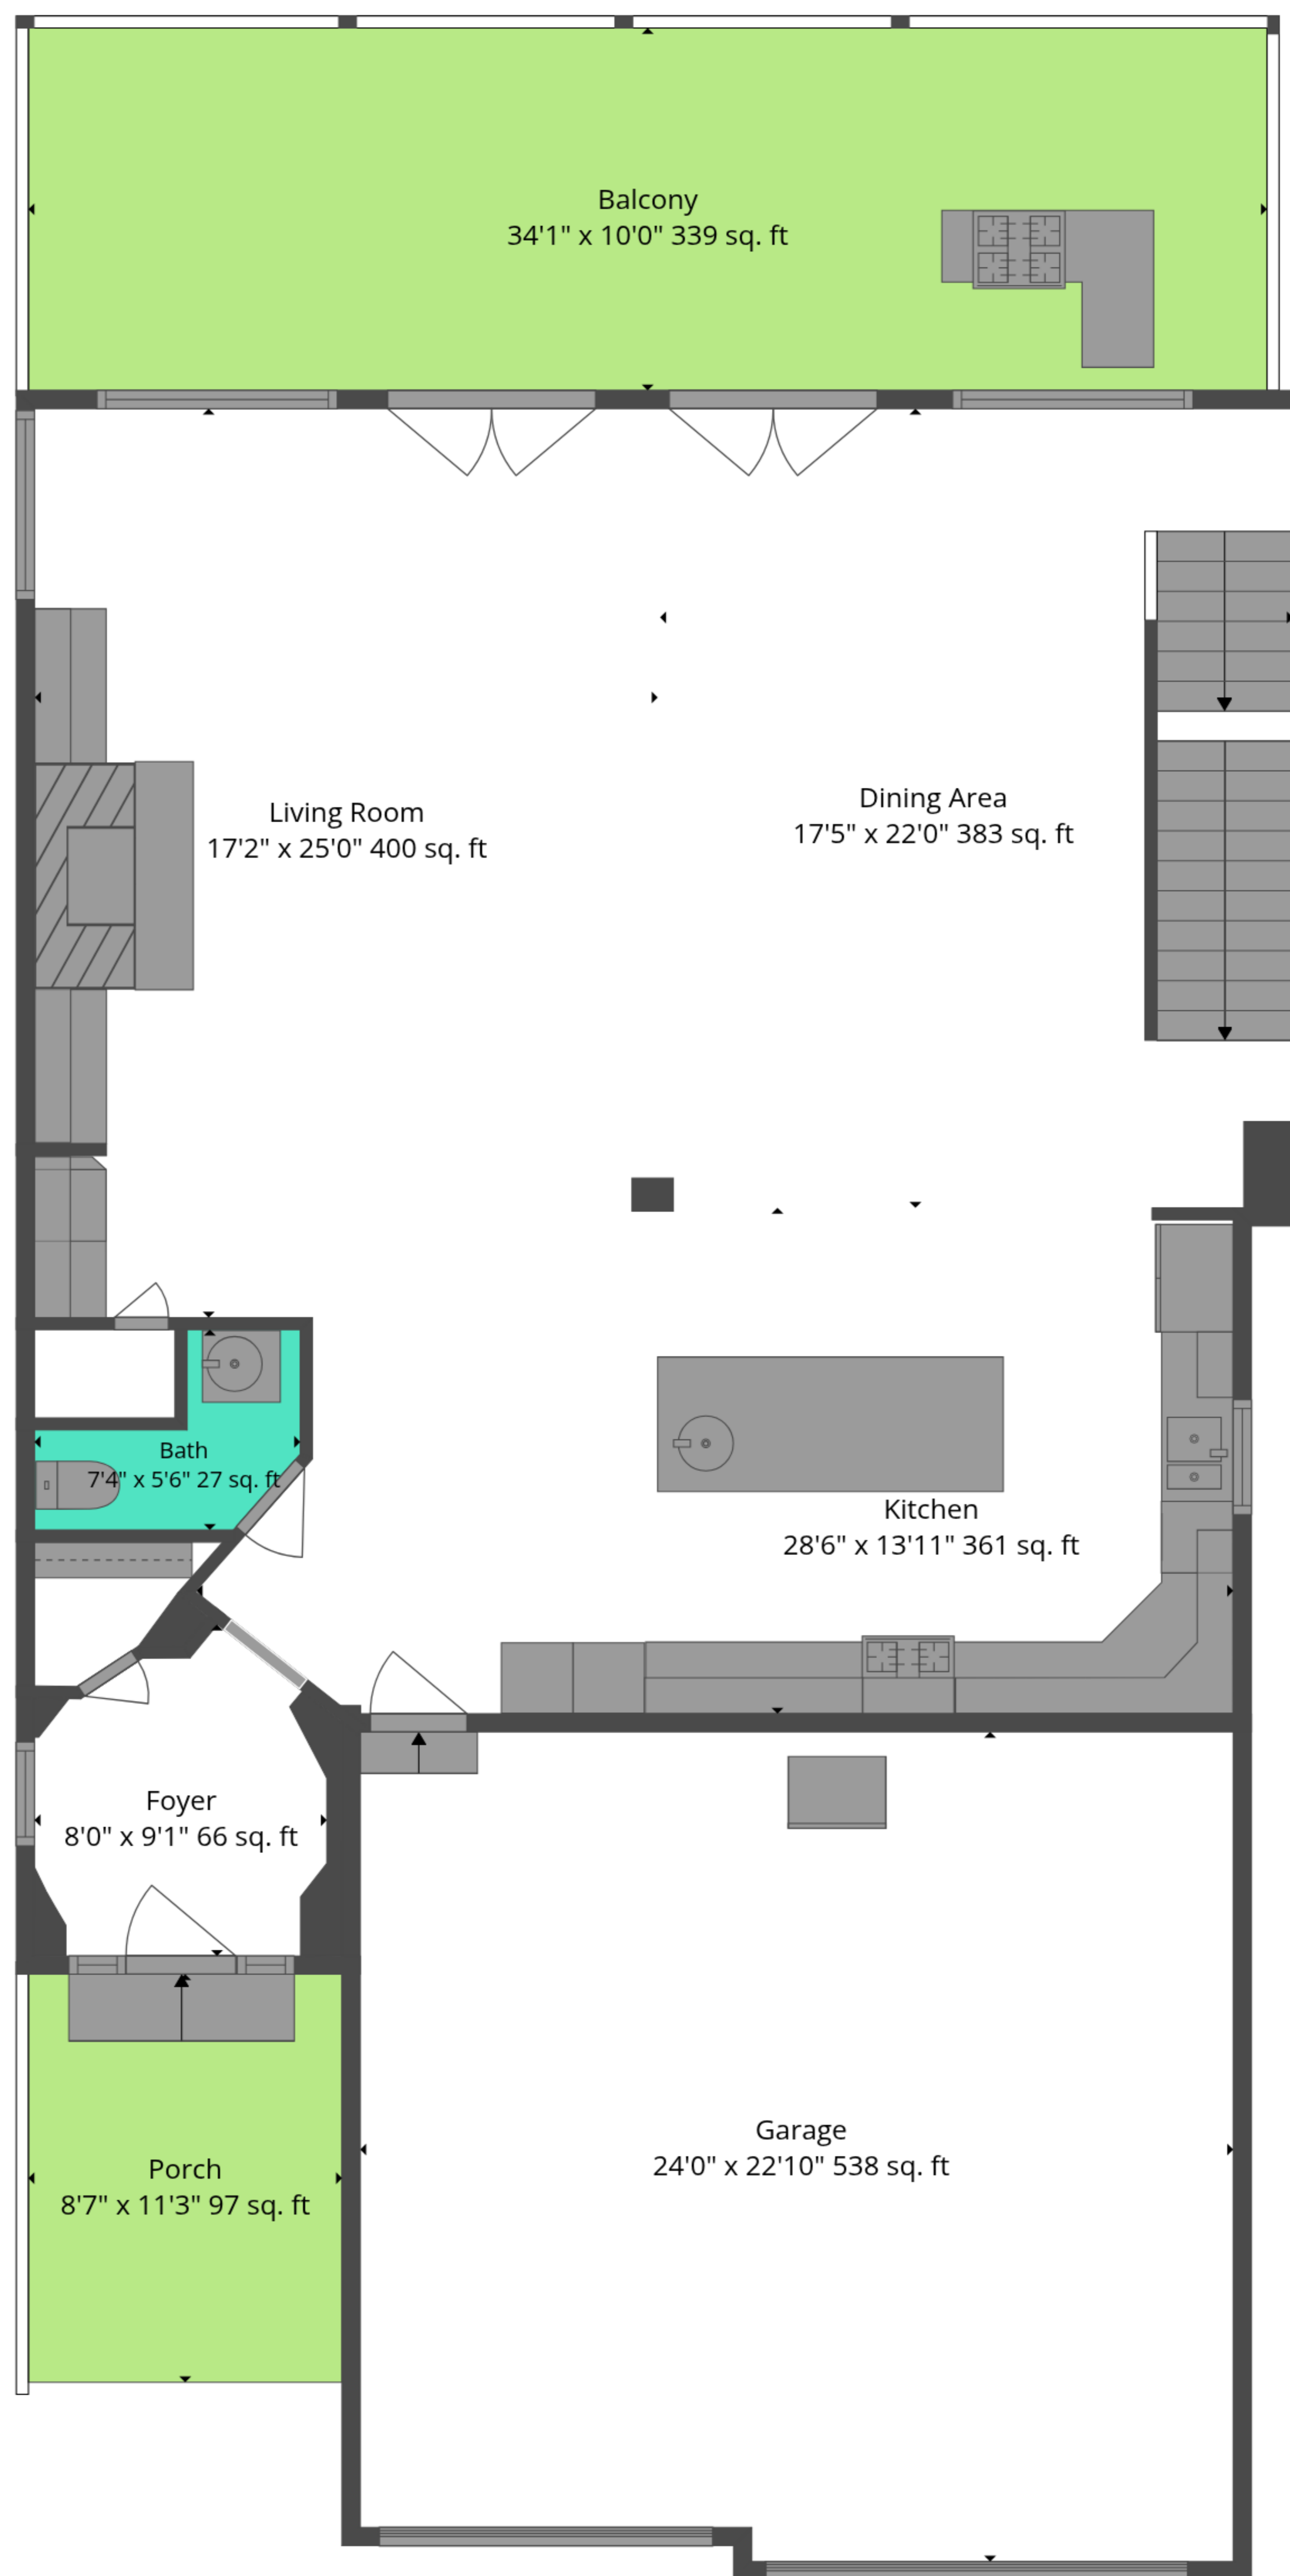 Balcony
34'1" x 10'0" 339 sq. ft
Living Room
17'2" x 25'0" 400 sq. ft
Dining Area
17'5" x 22'0" 383 sq. ft
Bath
7'4" x 5'6" 27 sq. ft
Kitchen
28'6" x 13'11" 361 sq. ft
Foyer
8'0" x 9'1" 66 sq. ft
Garage
24'0" x 22'10" 538 sq. ft
Porch
8'7" x 11'3" 97 sq. ft